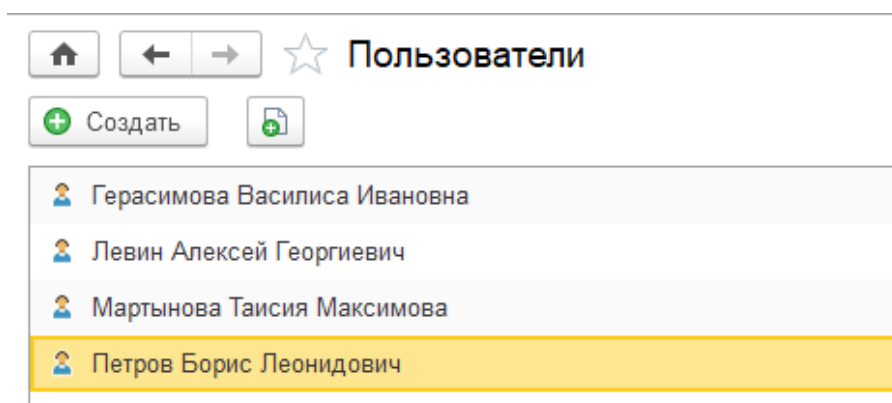 Пользователи
Создать
Герасимова Василиса Ивановна
Левин Алексей Георгиевич
Мартынова Таисия Максимова
Петров Борис Леонидович